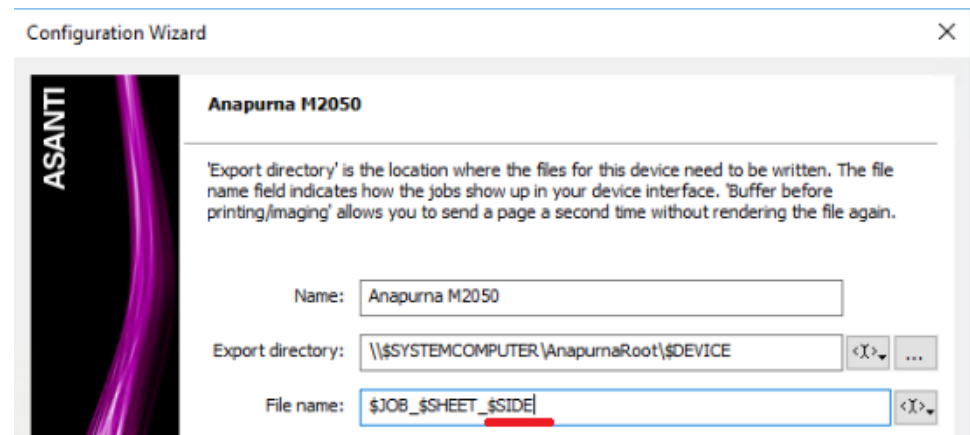 Configuration Wizard
ASANTI
Anapurna M2050
'Export directory' is the location where the files for this device need to be written. The file
name field indicates how the jobs show up in your device interface. 'Buffer before
printing/imaging' allows you to send a page a second time without rendering the file again.
Name: Anapurna M2050
Export directory: \\$SYSTEMCOMPUTER\AnapurnaRoot\$DEVICE <I> ...
File name: $JOB_$SHEET_$SIDE <I>